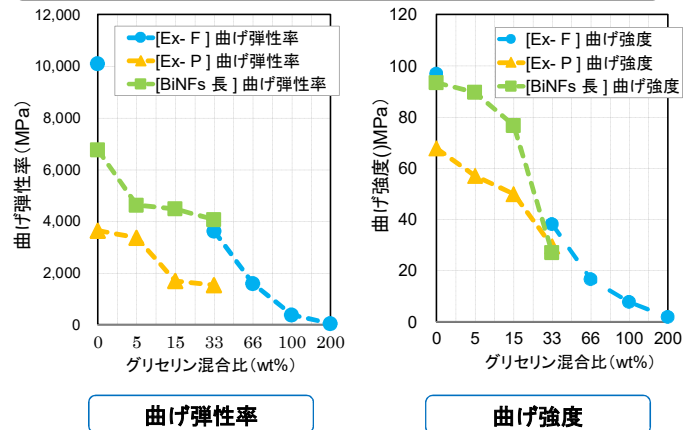 12,000
10,000
8,000
6,000
4,000
2,000
0
曲げ弾性率(MPa)
[Ex- F ] 曲げ弾性率
[Ex- P ] 曲げ弾性率
[BiNFs 長 ] 曲げ弾性率
0 5 15 33 66 100 200
グリセリン混合比(wt%)
曲げ弾性率
120
100
80
60
40
20
0
曲げ強度()MPa)
[Ex- F ] 曲げ強度
[Ex- P ] 曲げ強度
[BiNFs 長 ] 曲げ強度
0 5 15 33 66 100 200
グリセリン混合比(wt%)
曲げ強度